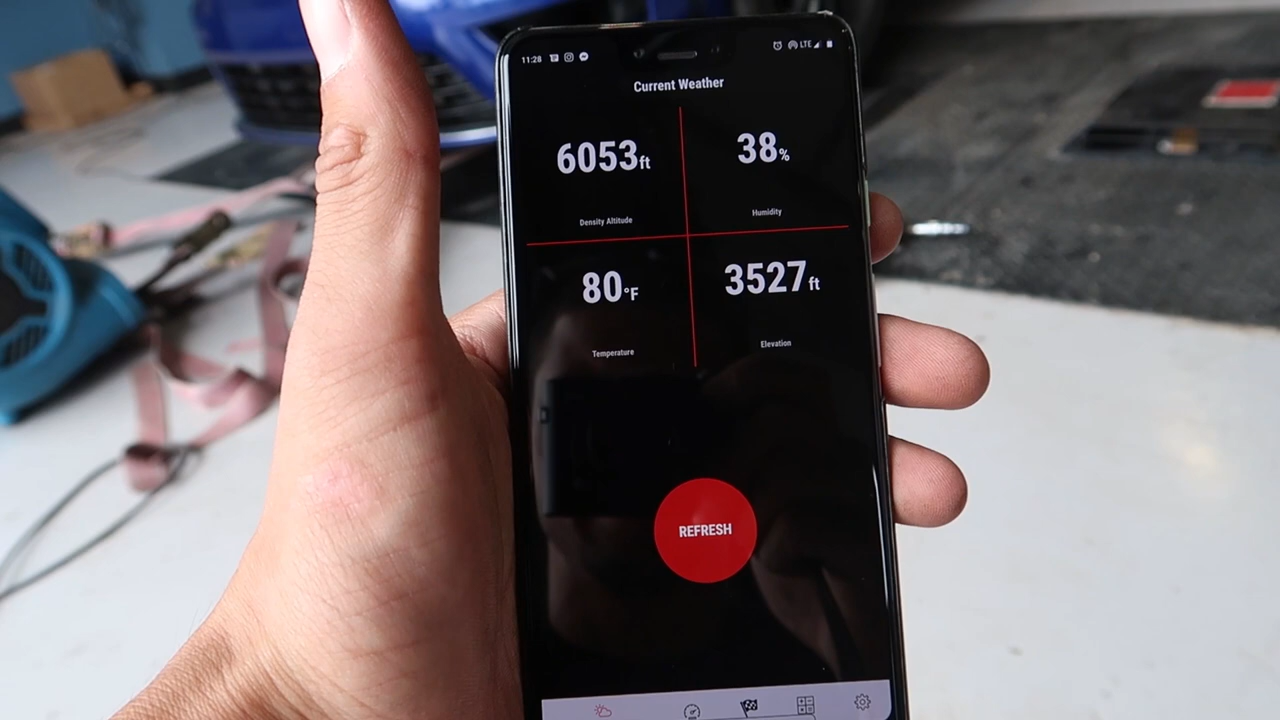 11:28
LTE
Current Weather
6053ft
38%
Density Altitude
Humidity
80°F
3527ft
Temperature
Elevation
REFRESH